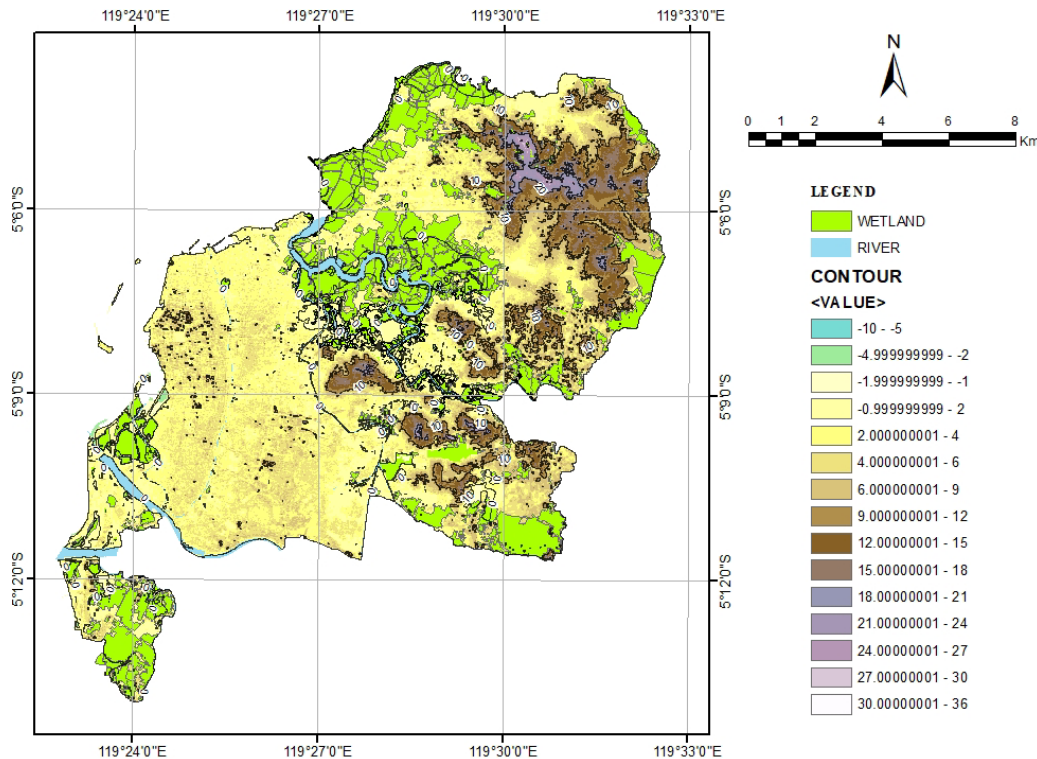 119°24'0"E 119°27'0"E 119°30'0"E 119°33'0"E
N
0 1 2 4 6 8
Km
5°6'0"S 5°6'0"S
5°9'0"S 5°9'0"S
5°12'0"S 5°12'0"S
LEGEND
WETLAND
RIVER
CONTOUR
<VALUE>
-10 - -5
-4.999999999 - -2
-1.999999999 - -1
-0.999999999 - 2
2.000000001 - 4
4.000000001 - 6
6.000000001 - 9
9.000000001 - 12
12.00000001 - 15
15.00000001 - 18
18.00000001 - 21
21.00000001 - 24
24.00000001 - 27
27.00000001 - 30
30.00000001 - 36
119°24'0"E 119°27'0"E 119°30'0"E 119°33'0"E